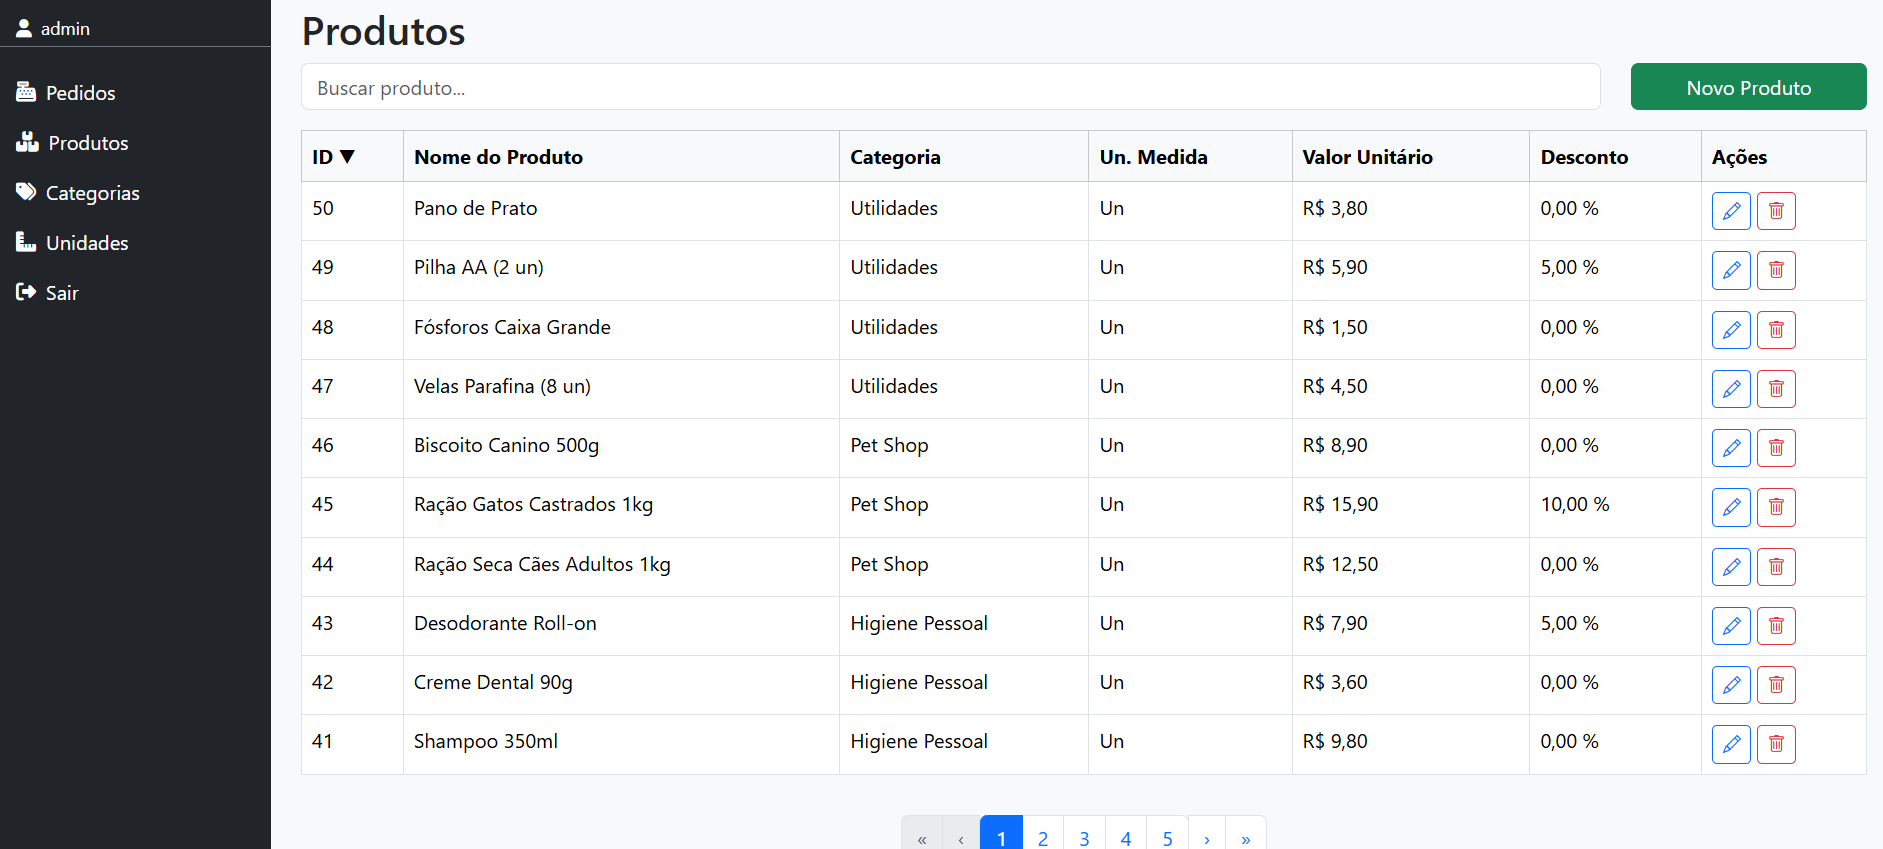 admin
Pedidos
Produtos
Categorias
Unidades
Sair
Produtos
Buscar produto...
Novo Produto
ID ▼ Nome do Produto Categoria Un. Medida Valor Unitário Desconto Ações
50 Pano de Prato Utilidades Un R$ 3,80 0,00 %
49 Pilha AA (2 un) Utilidades Un R$ 5,90 5,00 %
48 Fósforos Caixa Grande Utilidades Un R$ 1,50 0,00 %
47 Velas Parafina (8 un) Utilidades Un R$ 4,50 0,00 %
46 Biscoito Canino 500g Pet Shop Un R$ 8,90 0,00 %
45 Ração Gatos Castrados 1kg Pet Shop Un R$ 15,90 10,00 %
44 Ração Seca Cães Adultos 1kg Pet Shop Un R$ 12,50 0,00 %
43 Desodorante Roll-on Higiene Pessoal Un R$ 7,90 5,00 %
42 Creme Dental 90g Higiene Pessoal Un R$ 3,60 0,00 %
41 Shampoo 350ml Higiene Pessoal Un R$ 9,80 0,00 %
« ‹ 1 2 3 4 5 › »